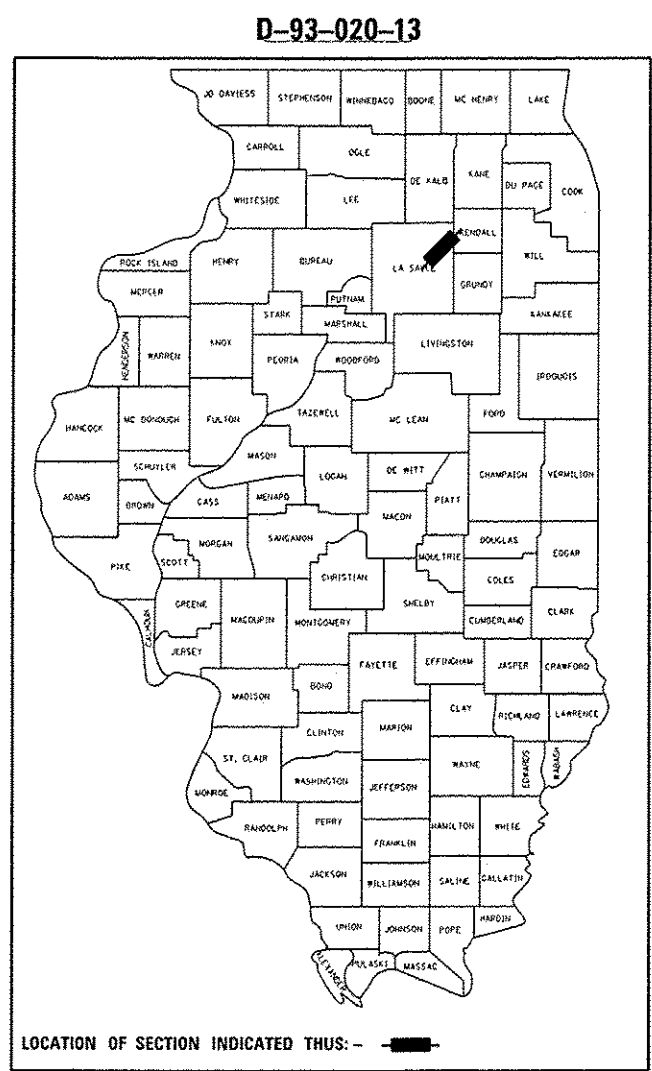 D-93-020-13
JO DAVIESS STEPHENSON WINNEBAGO BOONE MC HENRY LAKE
CARROLL OGLE DE KALB KANE DU PAGE COOK
WHITESIDE LEE
ROCK ISLAND HENRY BUREAU LA SALLE KENDALL WILL
MERCER PUTNAM GRUNDY
STARK MARSHALL KANKAKEE
HENDERSON WARREN KNOX PEORIA WOODFORD LIVINGSTON IROQUOIS
HANCOCK MC DONOUGH FULTON TAZEWELL MC LEAN FORD
SCHUYLER MASON LOGAN DE WITT CHAMPAIGN VERMILION
ADAMS BROWN CASS MENARD MACON PIATT
PIKE SCOTT MORGAN SANGAMON CHRISTIAN MOULTRIE DOUGLAS EDGAR
COLES
CALHOUN GREENE MACOUPIN MONTGOMERY SHELBY CUMBERLAND CLARK
JERSEY FAYETTE EFFINGHAM JASPER CRAWFORD
MADISON BOND CLAY RICHLAND LAWRENCE
CLINTON MARION
ST. CLAIR WASHINGTON JEFFERSON WAYNE EDWARDS WABASH
MONROE
RANDOLPH PERRY FRANKLIN HAMILTON WHITE
JACKSON WILLIAMSON SALINE GALLATIN
UNION JOHNSON POPE HARDIN
ALEXANDER PULASKI MASSAC
LOCATION OF SECTION INDICATED THUS: -